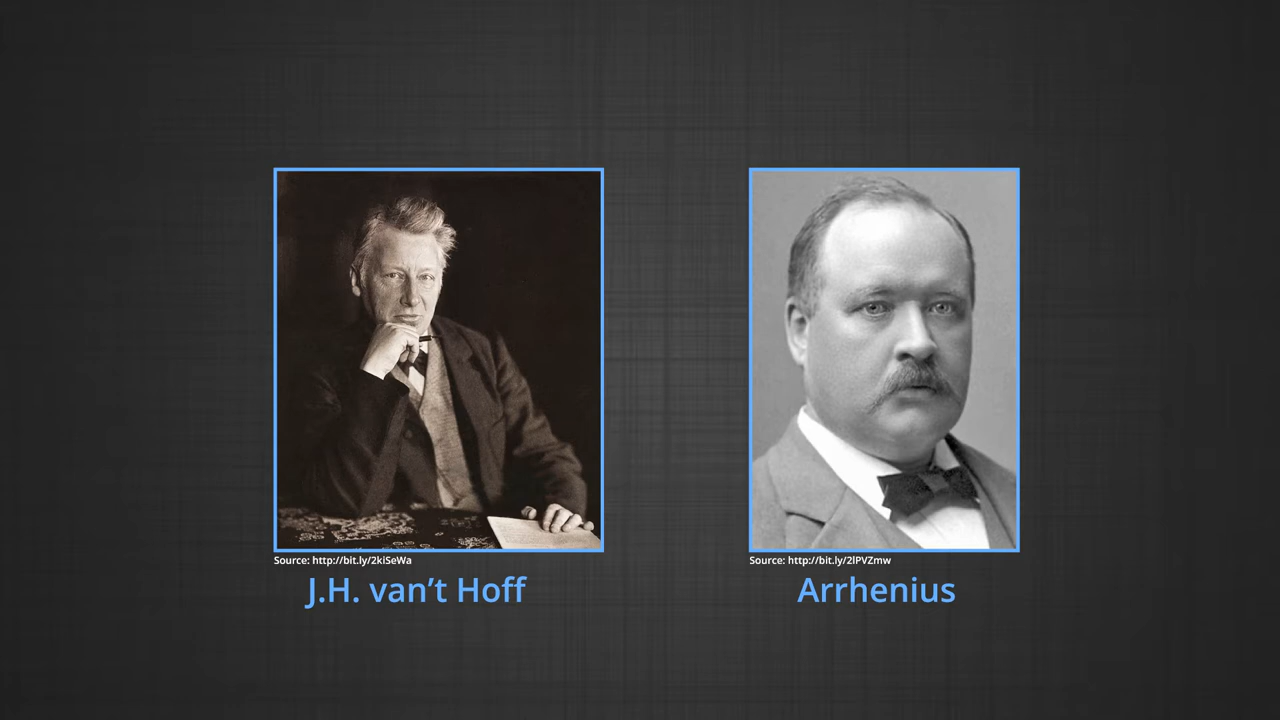 Source: http://bit.ly/2kiSeWa
J.H. van’t Hoff
Source: http://bit.ly/2lPVZmw
Arrhenius